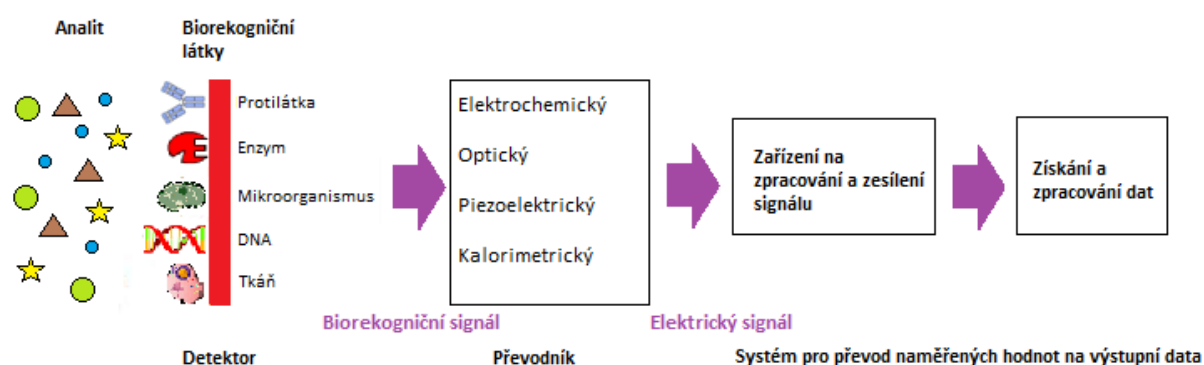 Analit
Biorekogniční
látky
Protilátka
Enzym
Mikroorganismus
DNA
Tkáň
Elektrochemický
Optický
Piezoelektrický
Kalorimetrický
Zařízení na
zpracování a zesílení
signálu
Získání a
zpracování dat
Biorekogniční signál
Elektrický signál
Detektor
Převodník
Systém pro převod naměřených hodnot na výstupní data